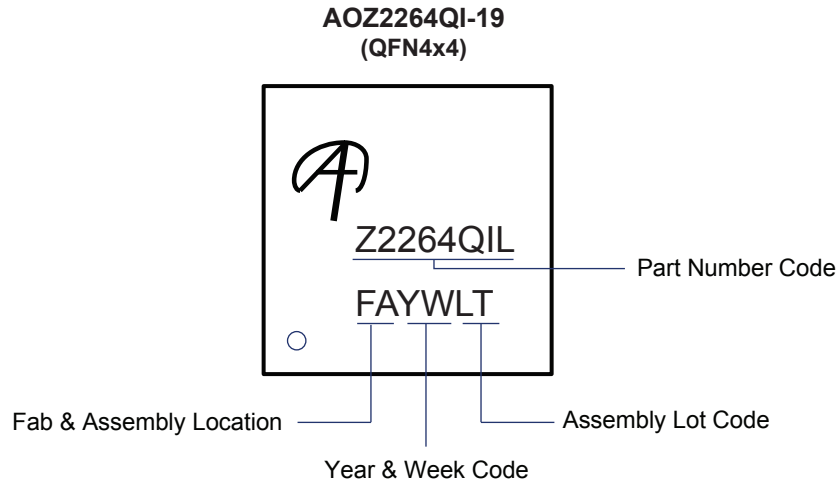 AOZ2264QI-19
(QFN4x4)
Z2264QIL
Part Number Code
FAYWLT
Fab & Assembly Location
Assembly Lot Code
Year & Week Code